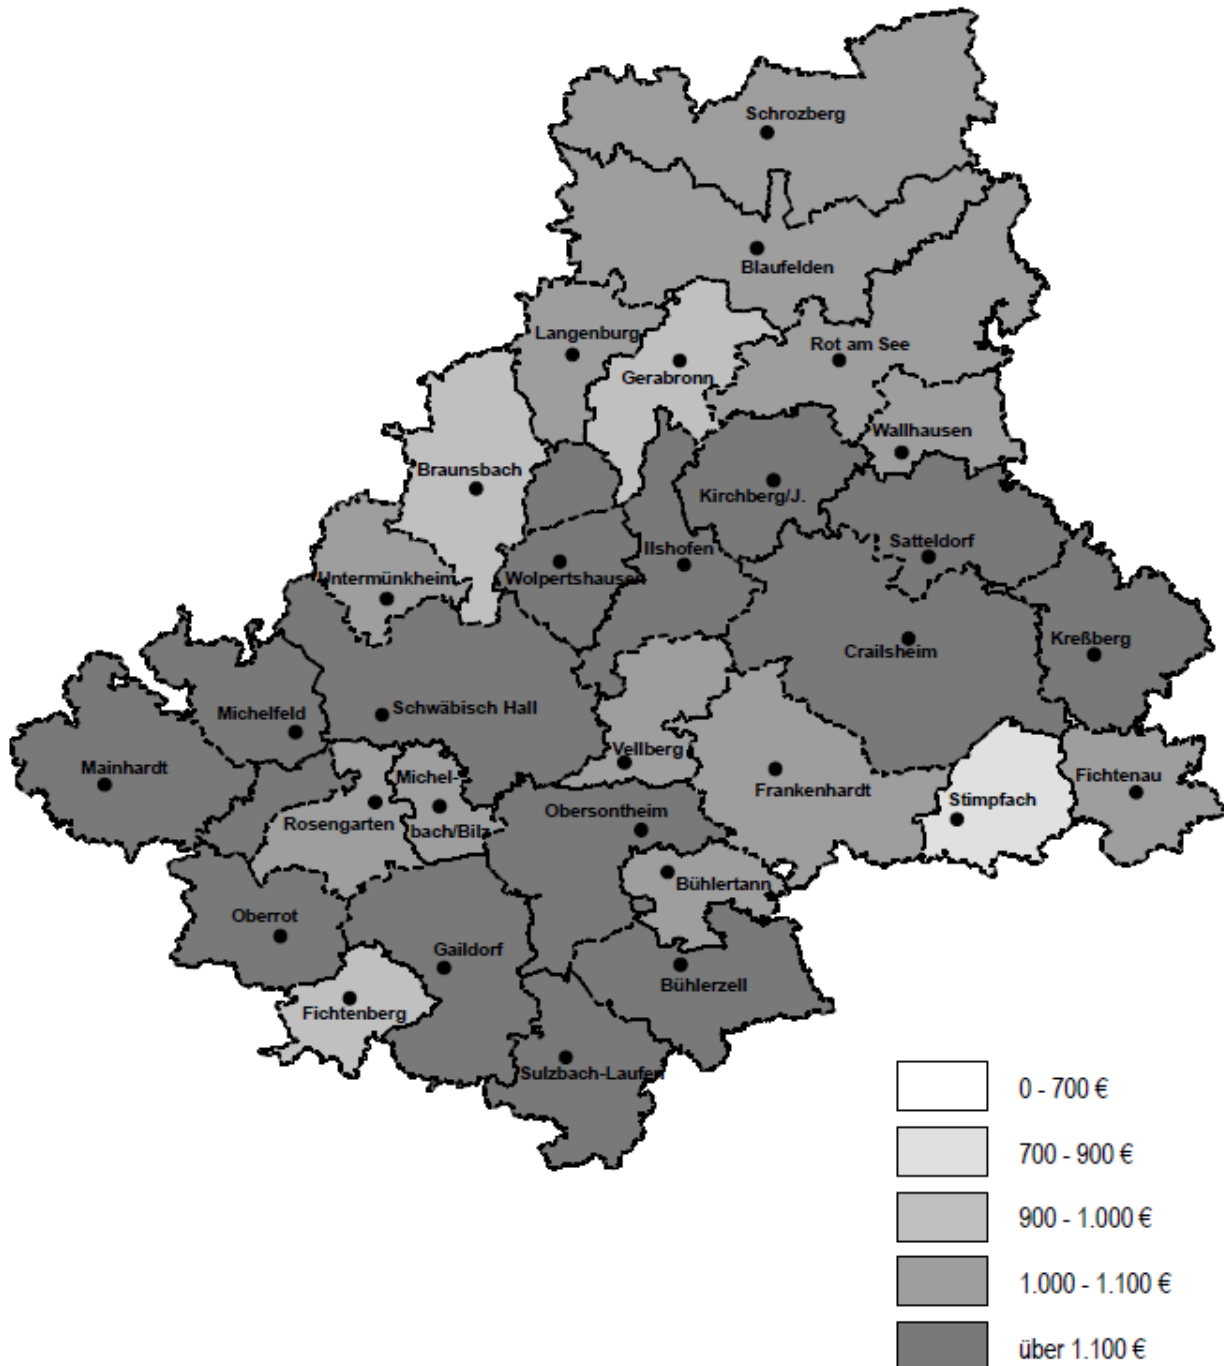 Schrozberg
Blaufelden
Langenburg
Rot am See
Gerabronn
Wallhausen
Braunsbach
Kirchberg/J.
Satteldorf
Ilshofen
Untermünkheim
Wolpertshausen
Kreßberg
Crailsheim
Schwäbisch Hall
Michelfeld
Vellberg
Mainhardt
Michel-
bach/Bilz
Fichtenau
Frankenhardt
Stimpfach
Obersontheim
Rosengarten
Bühlertann
Oberrot
Gaildorf
Bühlerzell
Fichtenberg
Sulzbach-Laufen
0 - 700 €
700 - 900 €
900 - 1.000 €
1.000 - 1.100 €
über 1.100 €